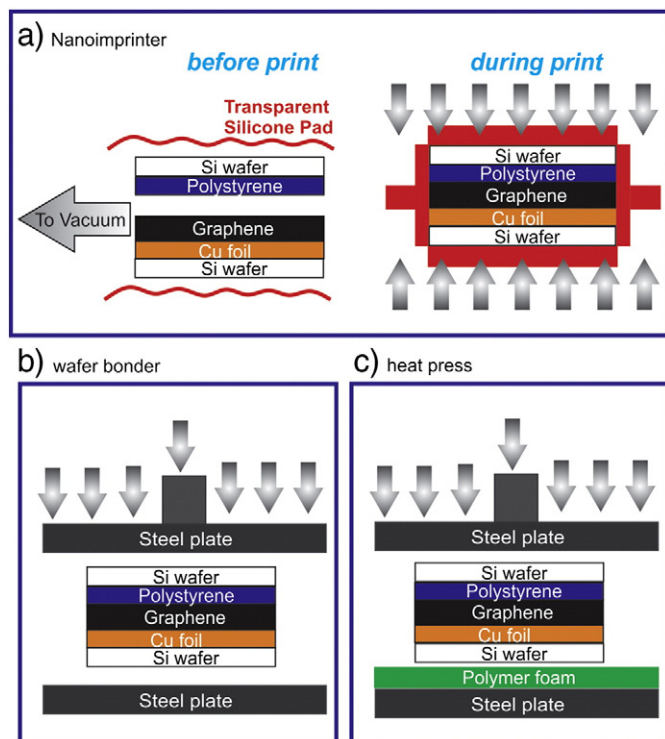 a) Nanoimprinter
before print
during print
Transparent
Silicone Pad
Si wafer
Polystyrene
To Vacuum
Graphene
Cu foil
Si wafer
Si wafer
Polystyrene
Graphene
Cu foil
Si wafer
b) wafer bonder
Steel plate
Si wafer
Polystyrene
Graphene
Cu foil
Si wafer
Steel plate
c) heat press
Steel plate
Si wafer
Polystyrene
Graphene
Cu foil
Si wafer
Polymer foam
Steel plate